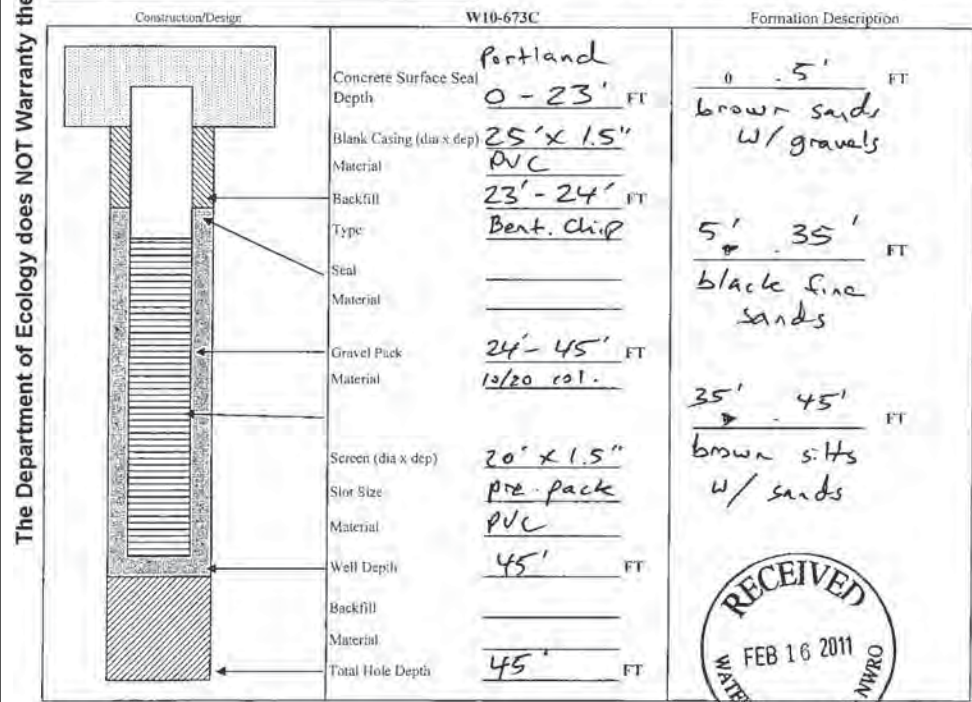 The Department of Ecology does NOT Warranty the
Construction/Design
W10-673C
Formation Description
Portland
Concrete Surface Seal
Depth 0 - 23' FT
Blank Casing (dia x dep) 25' x 1.5"
Material PVC
Backfill 23' - 24' FT
Type Bent. Chip
Seal
Material
Gravel Pack 24' - 45' FT
Material 10/20 col.
Screen (dia x dep) 20' x 1.5"
Slot Size pre-pack
Material PVC
Well Depth 45' FT
Backfill
Material
Total Hole Depth 45' FT
0 - 5' FT
brown sands
w/ gravels
5' - 35' FT
black fine
sands
35' - 45' FT
brown silts
w/ sands
RECEIVED
FEB 16 2011
NWRO